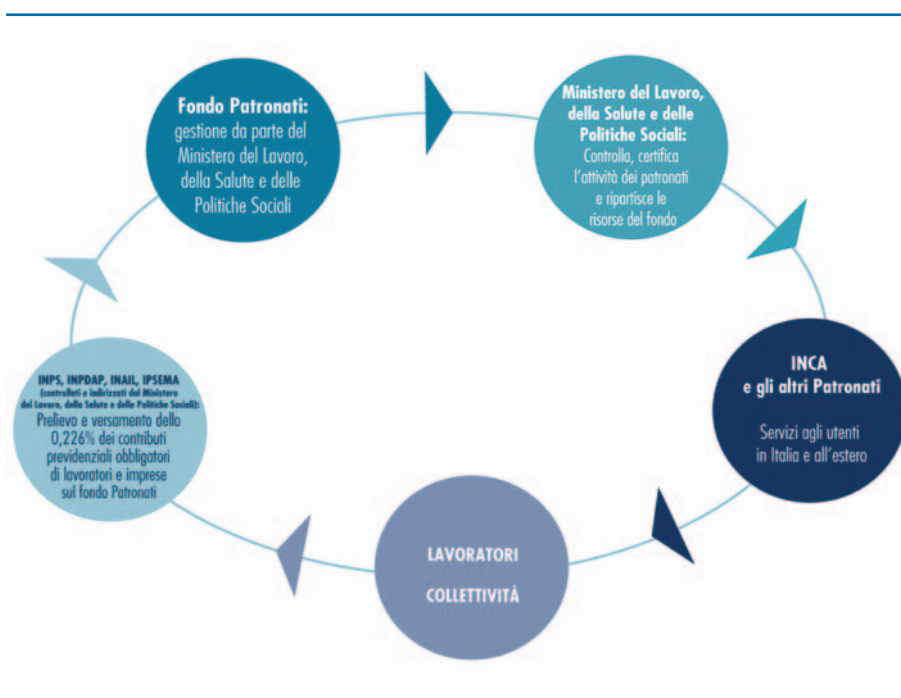 Fondo Patronati:
gestione da parte del
Ministero del Lavoro,
della Salute e delle
Politiche Sociali
Ministero del Lavoro,
della Salute e delle
Politiche Sociali:
Controlla, certifica
l'attività dei patronati
e ripartisce le
risorse del fondo
INPS, INPDAP, INAIL, IPSEMA
(controllati e indirizzati dal Ministero
del Lavoro, della Salute e delle Politiche Sociali):
Prelievo e versamento dello
0,226% dei contributi
previdenziali obbligatori
di lavoratori e imprese
sul fondo Patronati
INCA
e gli altri Patronati
Servizi agli utenti
in Italia e all'estero
LAVORATORI
COLLETTIVITÀ